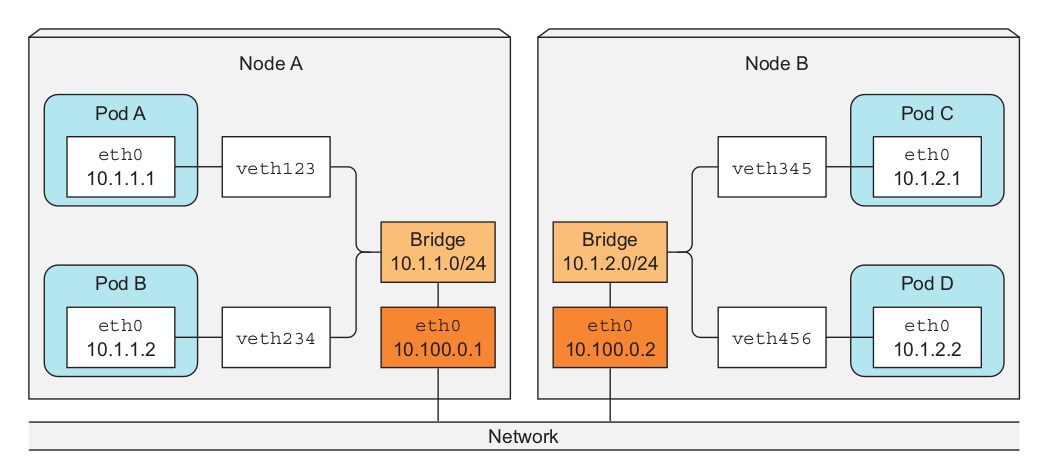 Node A
Pod A
eth0
10.1.1.1
veth123
Bridge
10.1.1.0/24
Pod B
eth0
10.1.1.2
veth234
eth0
10.100.0.1
Node B
Pod C
veth345
eth0
10.1.2.1
Bridge
10.1.2.0/24
Pod D
eth0
10.100.0.2
veth456
eth0
10.1.2.2
Network